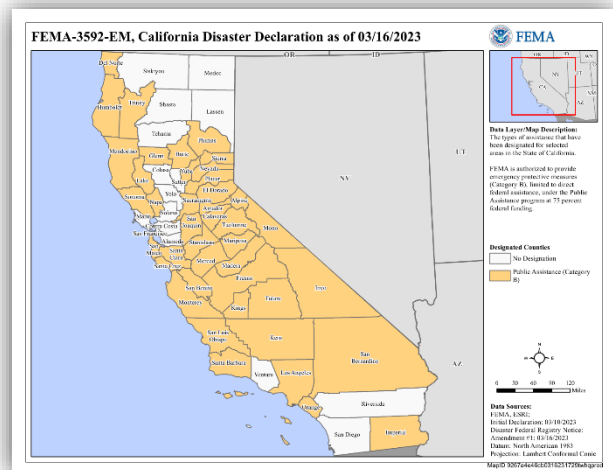 FEMA-3592-EM, California Disaster Declaration as of 03/16/2023
FEMA
OR
ID
NV
UT
AZ
Del Norte
Siskiyou
Modoc
Humboldt
Trinity
Shasta
Lassen
Tehama
Plumas
Mendocino
Glenn
Butte
Sierra
Colusa
Yuba
Nevada
Lake
Sutter
Placer
Yolo
El Dorado
Sonoma
Napa
Sacramento
Alpine
Amador
Solano
Calaveras
Marin
Contra Costa
San Joaquin
Tuolumne
Mono
San Francisco
Alameda
Stanislaus
Mariposa
San Mateo
Santa Clara
Merced
Madera
Santa Cruz
Fresno
San Benito
Inyo
Monterey
Kings
Tulare
San Luis
Obispo
Kern
San
Bernardino
Santa Barbara
Ventura
Los Angeles
Orange
Riverside
San Diego
Imperial
OR
ID
NV
UT
CA
AZ
Data Layer/Map Description:
The types of assistance that have
been designated for selected
areas in the State of California.
FEMA is authorized to provide
emergency protective measures
(Category B), limited to direct
federal assistance, under the Public
Assistance program at 75 percent
federal funding.
Designated Counties
No Designation
Public Assistance (Category
B)
N
W
E
S
0 30 60 90 120
Miles
Data Sources:
FEMA, ESRI;
Initial Declaration: 03/10/2023
Disaster Federal Registry Notice:
Amendment #1: 03/16/2023
Datum: North American 1983
Projection: Lambert Conformal Conic